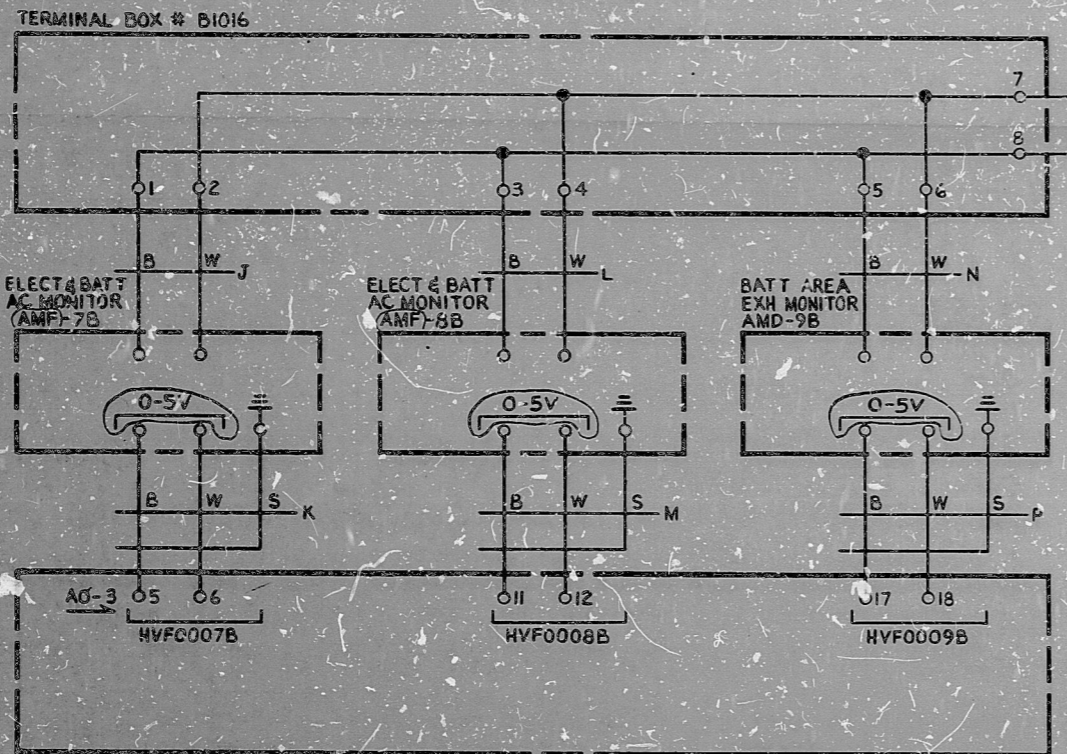 TERMINAL BOX # B1016
7
8
1 2 3 4 5 6
B W J B W L B W N
ELECT & BATT
AC MONITOR
(AMF)-7B
ELECT & BATT
AC MONITOR
(AMF)-8B
BATT AREA
EXH MONITOR
AMD-9B
0-5V 0-5V 0-5V
B W S K B W S M B W S P
AO-3 5 6 11 12 17 18
HVF0007B HVF0008B HVF0009B